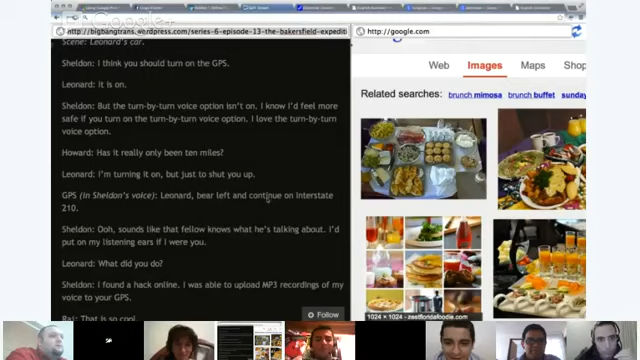 http://bigbangtrans.wordpress.com/series-6-episode-13-the-bakersfield-expediti
http://google.com
Scene: Leonard's car.
Sheldon: I think you should turn on the GPS.
Leonard: It is on.
Sheldon: But the turn-by-turn voice option isn't on. I know I'd feel more
safe if you turn on the turn-by-turn voice option. I love the turn-by-turn
voice option.
Howard: Has it really only been ten miles?
Leonard: I'm turning it on, but just to shut you up.
GPS (in Sheldon's voice): Leonard, bear left and continue on Interstate
210.
Sheldon: Ooh, sounds like that fellow knows what he's talking about. I'd
put on my listening ears if I were you.
Leonard: What did you do?
Sheldon: I found a hack online. I was able to upload MP3 recordings of my
voice to your GPS.
Raj: That is so cool.
Follow
Web Images Maps Shop
Related searches: brunch mimosa brunch buffet sunday
1024 × 1024 - zestfloridafoodie.com